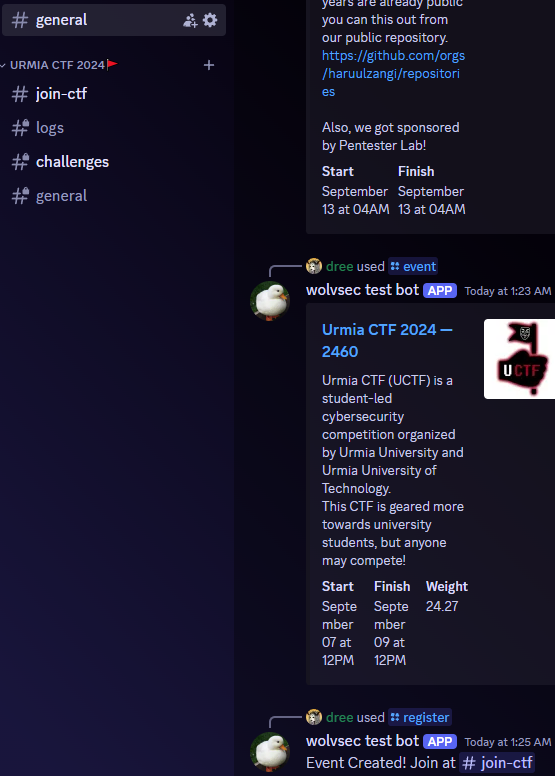 general
URMIA CTF 2024🚩
join-ctf
logs
challenges
general
years are already public
you can this out from
our public repository.
https://github.com/orgs
/haruulzangi/repositori
es
Also, we got sponsored
by Pentester Lab!
Start Finish
September September
13 at 04AM 13 at 04AM
dree used event
wolvsec test bot APP Today at 1:23 AM
Urmia CTF 2024 —
2460
UCTF
Urmia CTF (UCTF) is a
student-led
cybersecurity
competition organized
by Urmia University and
Urmia University of
Technology.
This CTF is geared more
towards university
students, but anyone
may compete!
Start Finish Weight
Septe Septe 24.27
mber mber
07 at 09 at
12PM 12PM
dree used register
wolvsec test bot APP Today at 1:25 AM
Event Created! Join at # join-ctf